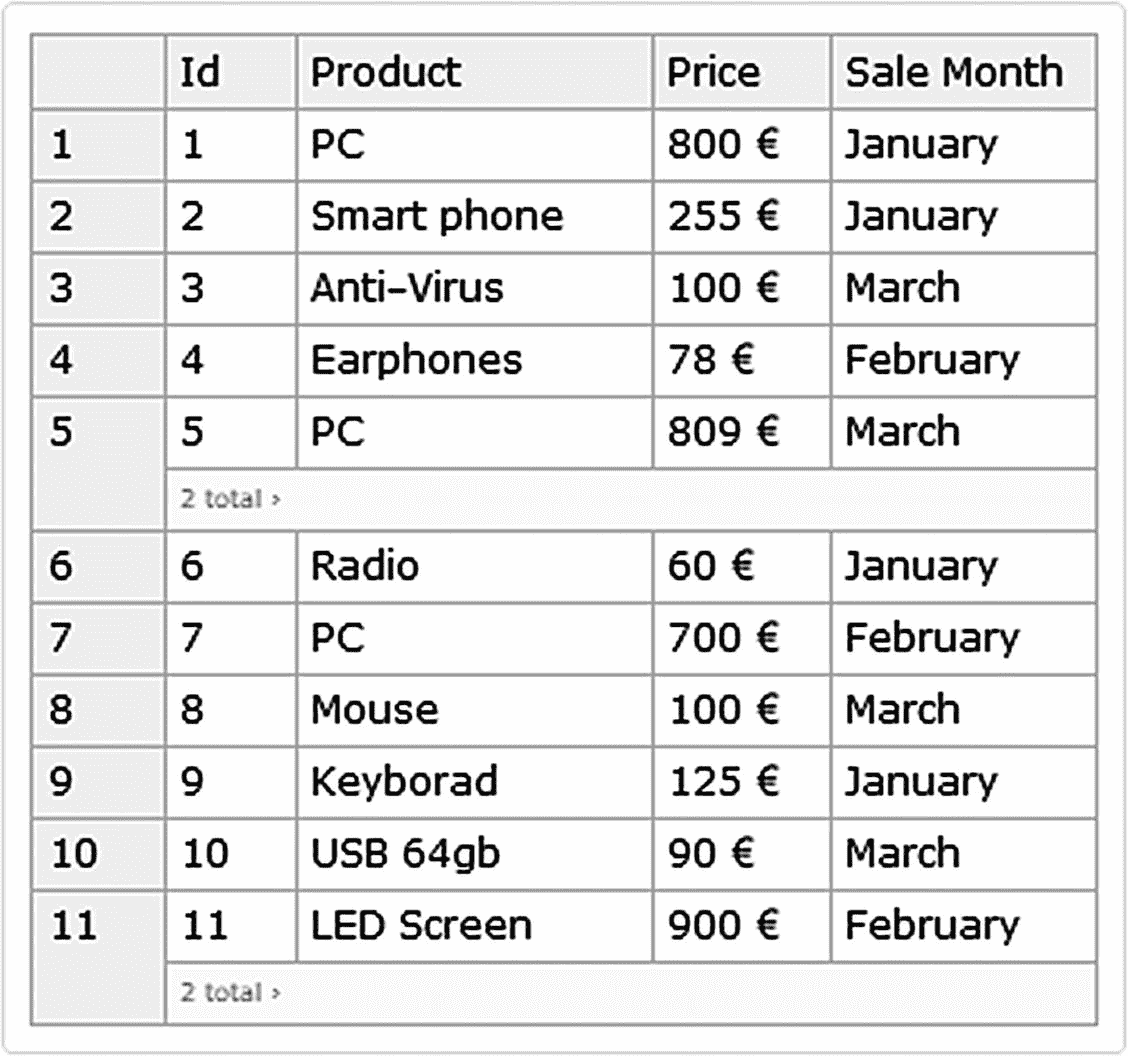 Id Product Price Sale Month
1 1 PC 800 € January
2 2 Smart phone 255 € January
3 3 Anti-Virus 100 € March
4 4 Earphones 78 € February
5 5 PC 809 € March
2 total ›
6 6 Radio 60 € January
7 7 PC 700 € February
8 8 Mouse 100 € March
9 9 Keyborad 125 € January
10 10 USB 64gb 90 € March
11 11 LED Screen 900 € February
2 total ›